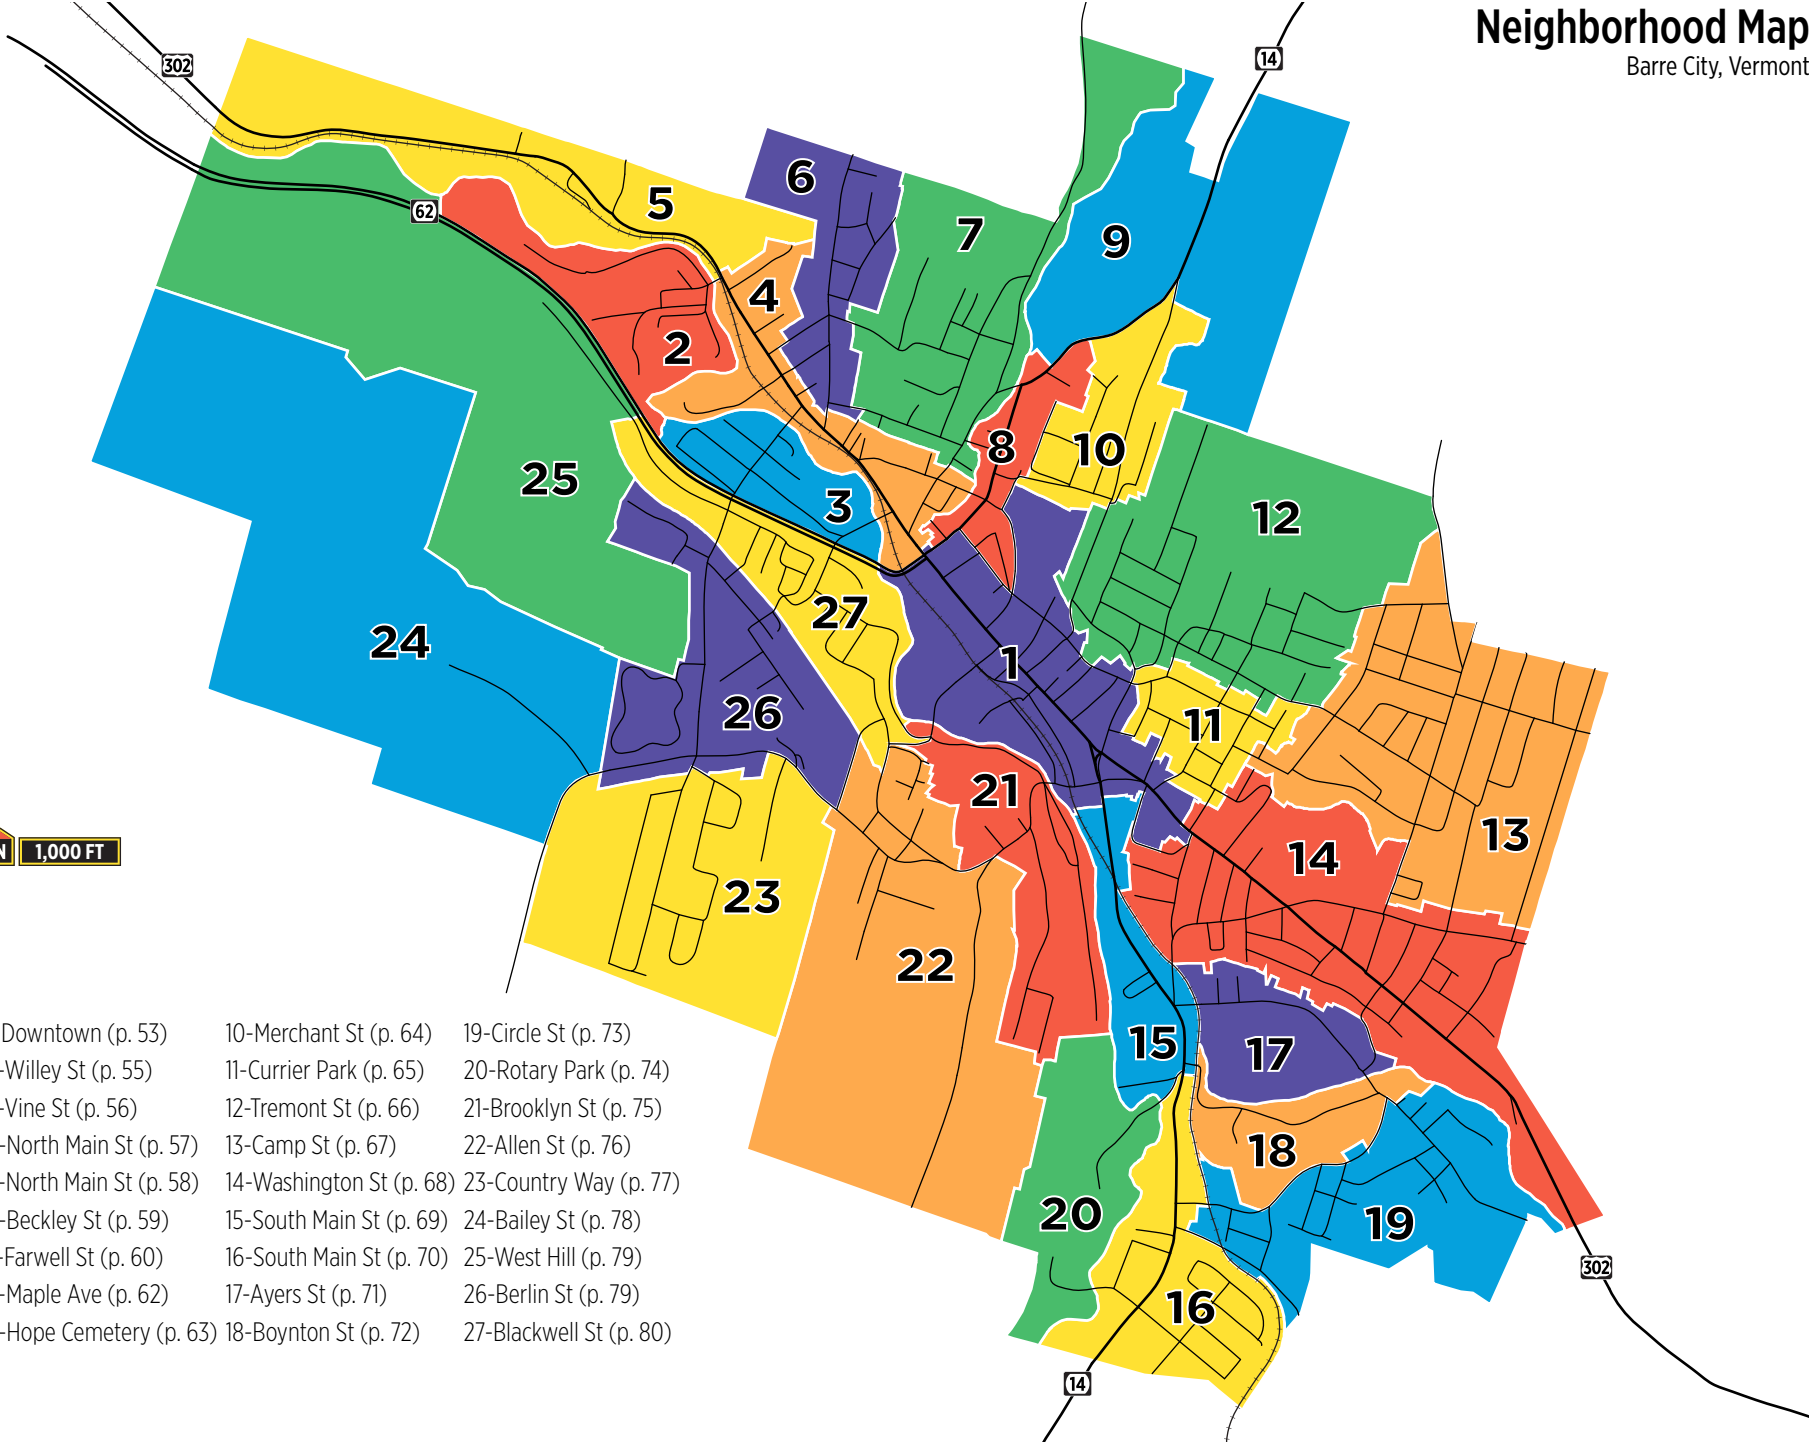 Neighborhood Map
Barre City, Vermont
302
14
62
6
5
7
9
4
2
8
10
25
3
12
27
24
1
26
11
21
13
14
23
22
15
17
18
20
19
16
302
14
N
1,000 FT
Downtown (p. 53)
-Willey St (p. 55)
-Vine St (p. 56)
-North Main St (p. 57)
-North Main St (p. 58)
-Beckley St (p. 59)
-Farwell St (p. 60)
-Maple Ave (p. 62)
-Hope Cemetery (p. 63)
10-Merchant St (p. 64)
11-Currier Park (p. 65)
12-Tremont St (p. 66)
13-Camp St (p. 67)
14-Washington St (p. 68)
15-South Main St (p. 69)
16-South Main St (p. 70)
17-Ayers St (p. 71)
18-Boynton St (p. 72)
19-Circle St (p. 73)
20-Rotary Park (p. 74)
21-Brooklyn St (p. 75)
22-Allen St (p. 76)
23-Country Way (p. 77)
24-Bailey St (p. 78)
25-West Hill (p. 79)
26-Berlin St (p. 79)
27-Blackwell St (p. 80)